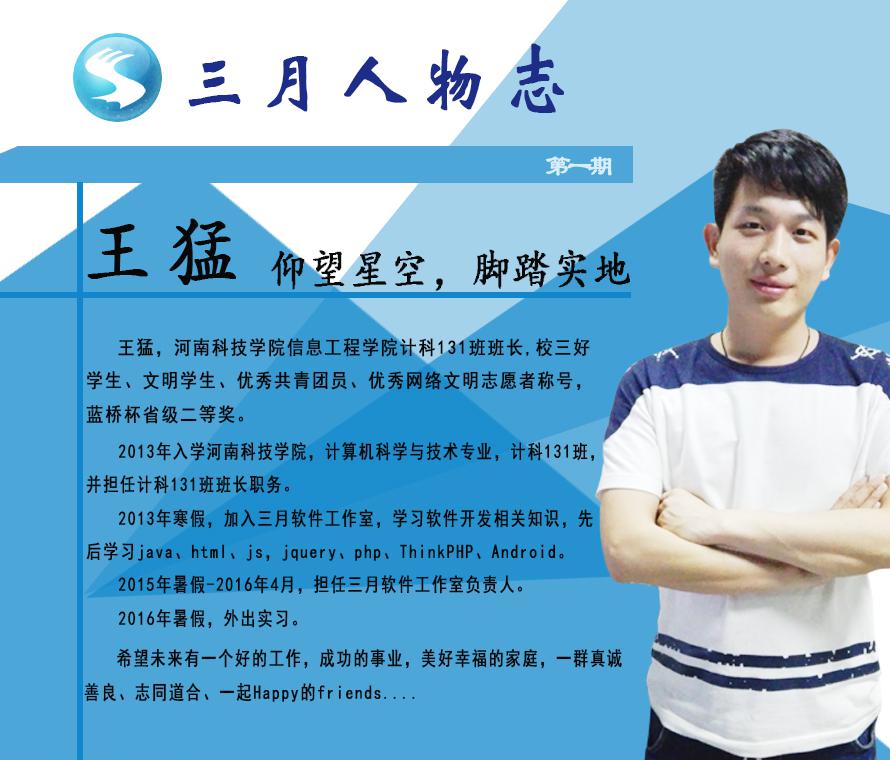 三月人物志
第一期
王猛 仰望星空，脚踏实地
王猛，河南科技学院信息工程学院计科131班班长,校三好
学生、文明学生、优秀共青团员、优秀网络文明志愿者称号，
蓝桥杯省级二等奖。
2013年入学河南科技学院，计算机科学与技术专业，计科131班，
并担任计科131班班长职务。
2013年寒假，加入三月软件工作室，学习软件开发相关知识，先
后学习java、html、js，jquery、php、ThinkPHP、Android。
2015年暑假-2016年4月，担任三月软件工作室负责人。
2016年暑假，外出实习。
希望未来有一个好的工作，成功的事业，美好幸福的家庭，一群真诚
善良、志同道合、一起Happy的friends....